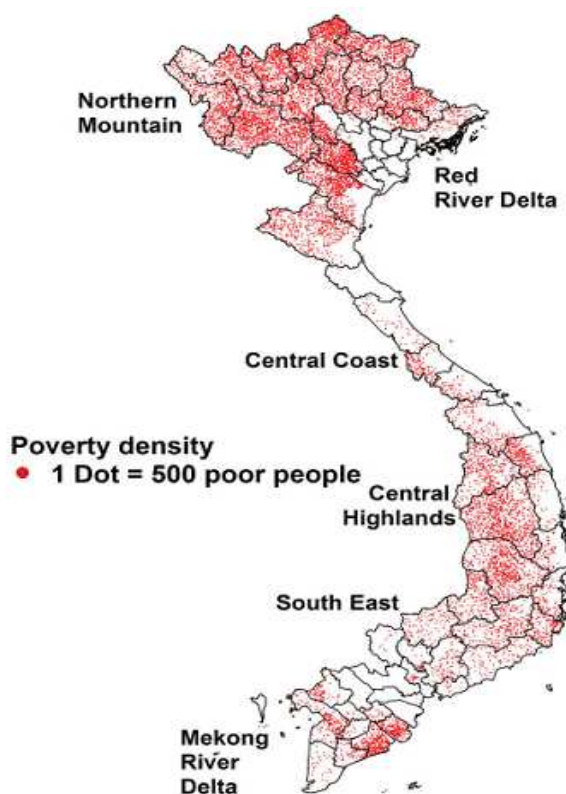 Northern
Mountain
Red
River Delta
Central Coast
Poverty density
1 Dot = 500 poor people
Central
Highlands
South East
Mekong
River
Delta